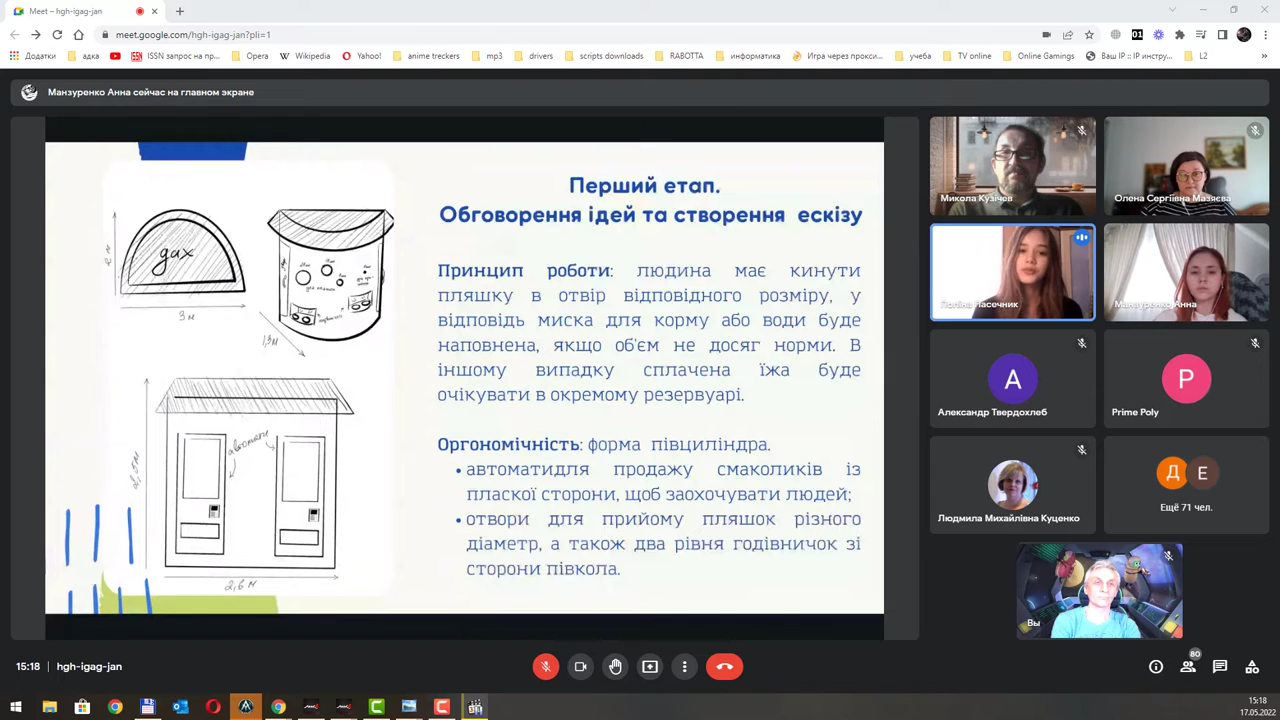 Meet – hgh-igag-jan
meet.google.com/hgh-igag-jan?pli=1
Додатки
адка
ISSN запрос на пр...
Opera
Wikipedia
Yahoo!
anime treckers
mp3
drivers
scripts downloads
RABOTTA
информатика
Игра через прокси...
учеба
TV online
Online Gamings
Ваш IP :: IP инстру...
L2
Манзуренко Анна сейчас на главном экране
Перший етап.
Обговорення ідей та створення ескізу
Принцип роботи: людина має кинути
пляшку в отвір відповідного розміру, у
відповідь миска для корму або води буде
наповнена, якщо об'єм не досяг норми. В
іншому випадку сплачена їжа буде
очікувати в окремому резервуарі.
Оргономічність: форма півциліндра.
• автоматидля продажу смаколиків із
пласкої сторони, щоб заохочувати людей;
• отвори для прийому пляшок різного
діаметр, а також два рівня годівничок зі
сторони півкола.
дах
3 м
1,3м
автомати
2,5м
2,6 м
Микола Кузічев
Олена Сергіївна Мазяєва
Поліна Пасечник
Манзуренко Анна
А
Александр Твердохлеб
P
Prime Poly
Людмила Михайлівна Куценко
Д
Е
Ещё 71 чел.
Вы
15:18
hgh-igag-jan
80
15:18
17.05.2022